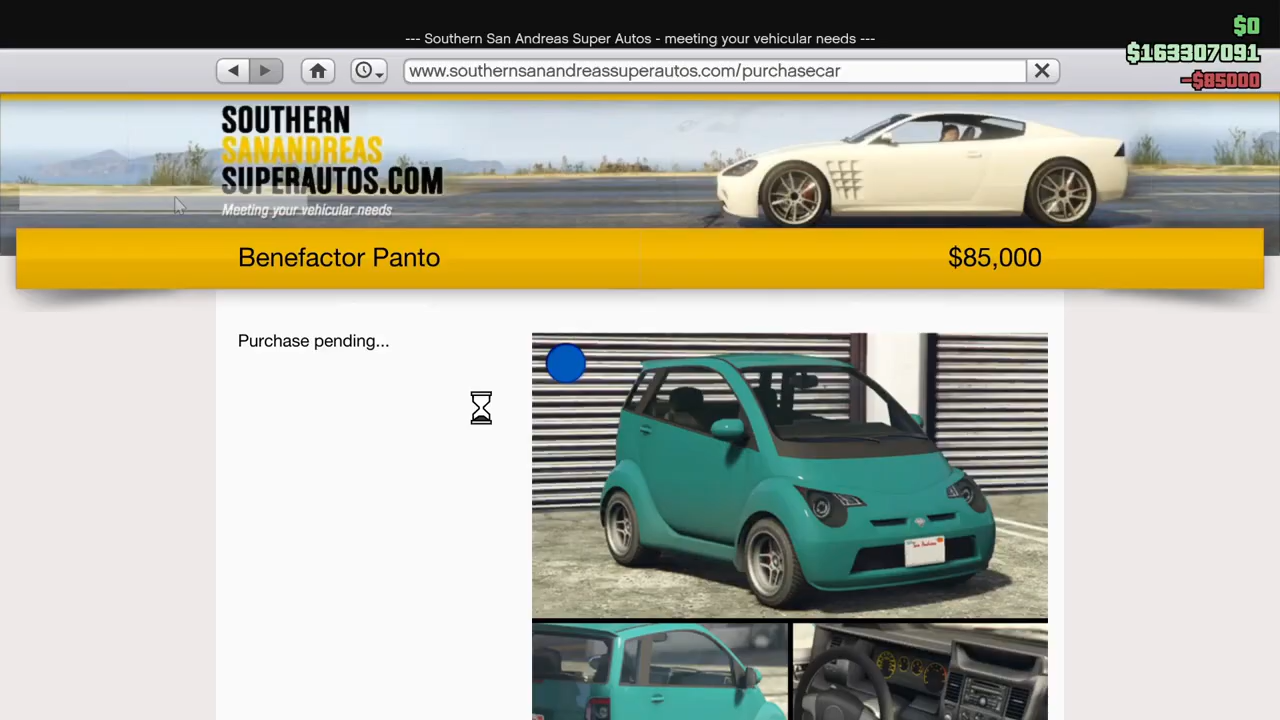 --- Southern San Andreas Super Autos - meeting your vehicular needs ---
$0
$163307091
-$85000
www.southernsanandreassuperautos.com/purchasecar
SOUTHERN
SANANDREAS
SUPERAUTOS.COM
Meeting your vehicular needs
Benefactor Panto
$85,000
Purchase pending...